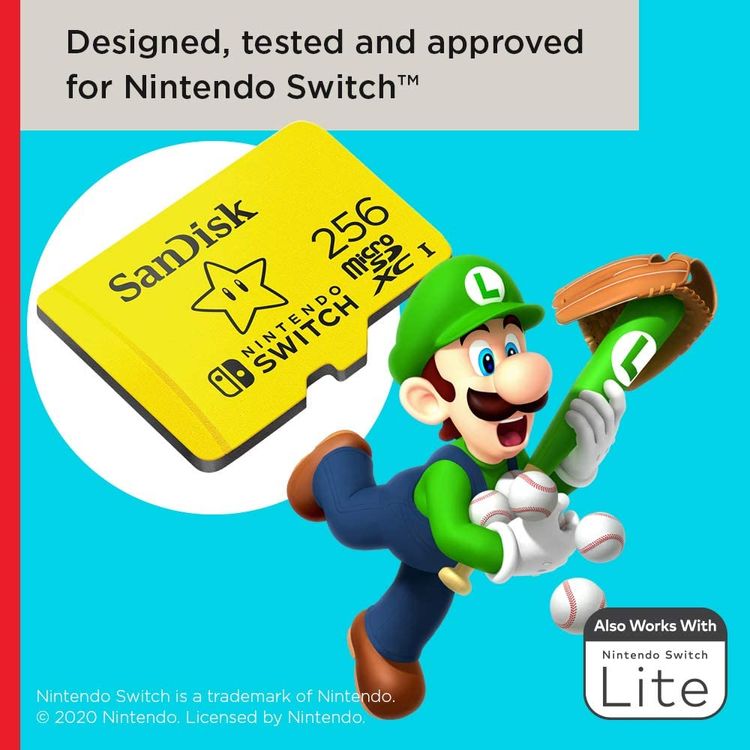 Designed, tested and approved
for Nintendo Switch™
SanDisk
256
micro
SD
XC I
NINTENDO
SWITCH
L
L
Also Works With
Nintendo Switch
Lite
Nintendo Switch is a trademark of Nintendo.
© 2020 Nintendo. Licensed by Nintendo.